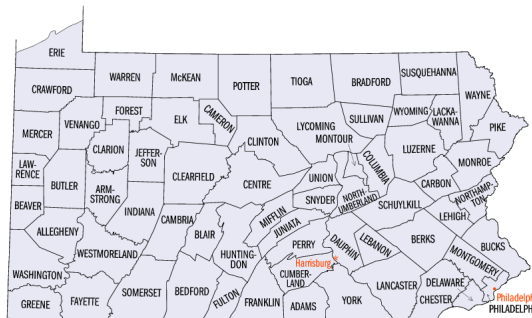 ERIE
CRAWFORD
WARREN
McKEAN
POTTER
TIOGA
BRADFORD
SUSQUEHANNA
WAYNE
MERCER
VENANGO
FOREST
ELK
CAMERON
CLINTON
LYCOMING
SULLIVAN
WYOMING
LACKA-
WANNA
PIKE
LAW-
RENCE
BUTLER
CLARION
JEFFER-
SON
CLEARFIELD
CENTRE
UNION
MONTOUR
COLUMBIA
LUZERNE
MONROE
BEAVER
ARM-
STRONG
INDIANA
CAMBRIA
BLAIR
MIFFLIN
SNYDER
NORTH-
UMBERLAND
SCHUYLKILL
CARBON
NORTHAMP-
TON
LEHIGH
ALLEGHENY
WESTMORELAND
HUNTING-
DON
JUNIATA
PERRY
DAUPHIN
LEBANON
BERKS
BUCKS
MONTGOMERY
WASHINGTON
GREENE
FAYETTE
SOMERSET
BEDFORD
FULTON
FRANKLIN
CUMBER-
LAND
Harrisburg
ADAMS
YORK
LANCASTER
CHESTER
DELAWARE
Philadelph
PHILADELPH